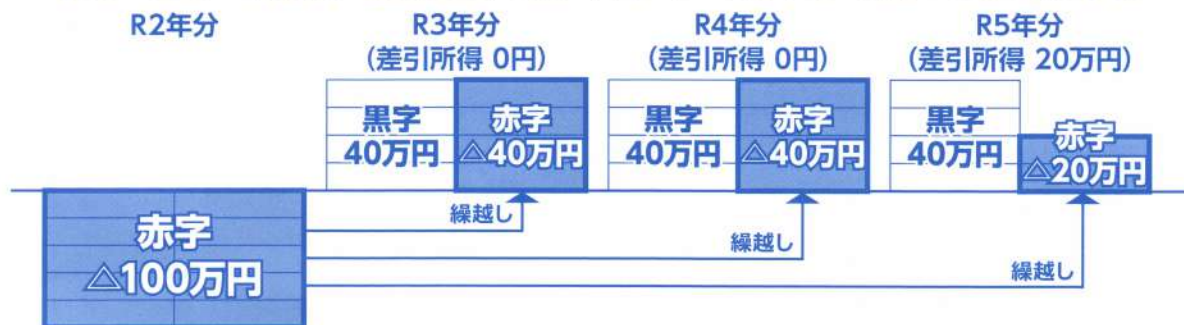 R2年分
R3年分
(差引所得 0円)
R4年分
(差引所得 0円)
R5年分
(差引所得 20万円)
黒字
40万円
赤字
△40万円
黒字
40万円
赤字
△40万円
黒字
40万円
赤字
△20万円
赤字
△100万円
繰越し
繰越し
繰越し